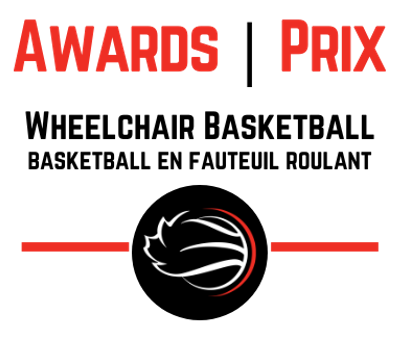 AWARDS | PRIX
WHEELCHAIR BASKETBALL
BASKETBALL EN FAUTEUIL ROULANT